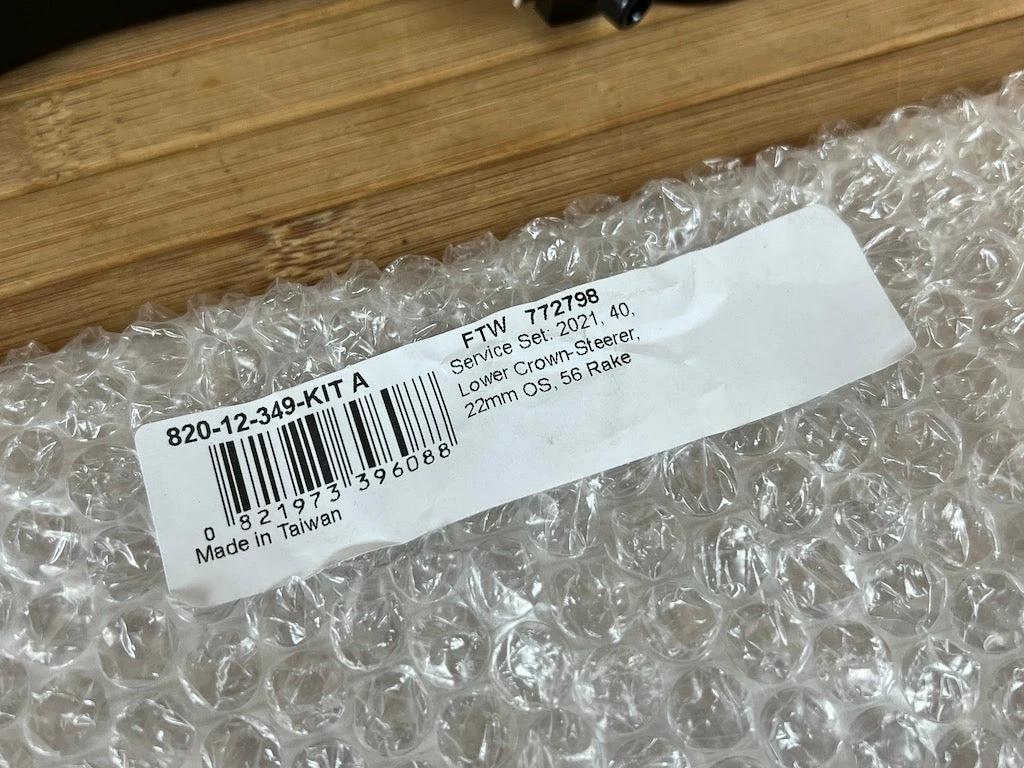 820-12-349-KIT A
0 821973 396088
Made in Taiwan
FTW 772798
Service Set: 2021, 40,
Lower Crown-Steerer,
22mm OS, 56 Rake